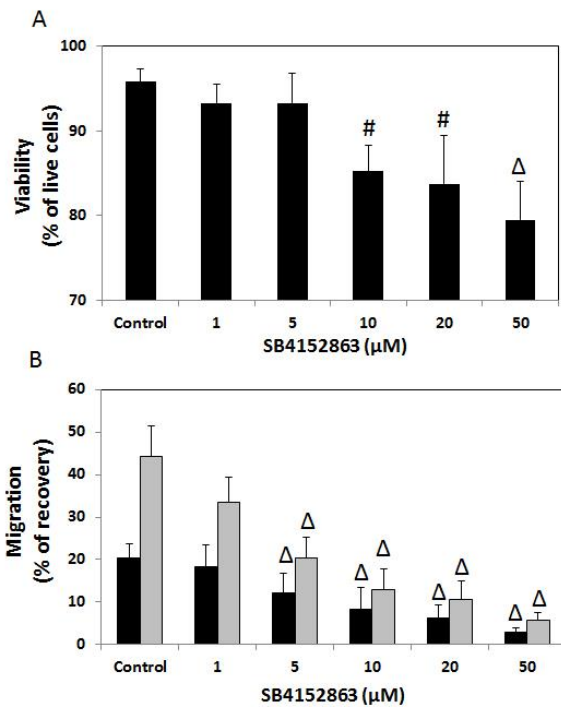 A
Viability
(% of live cells)
100
90
80
70
# # Δ
Control 1 5 10 20 50
SB4152863 (μM)
B
Migration
(% of recovery)
60
50
40
30
20
10
0
Δ Δ Δ Δ Δ Δ Δ Δ
Control 1 5 10 20 50
SB4152863 (μM)